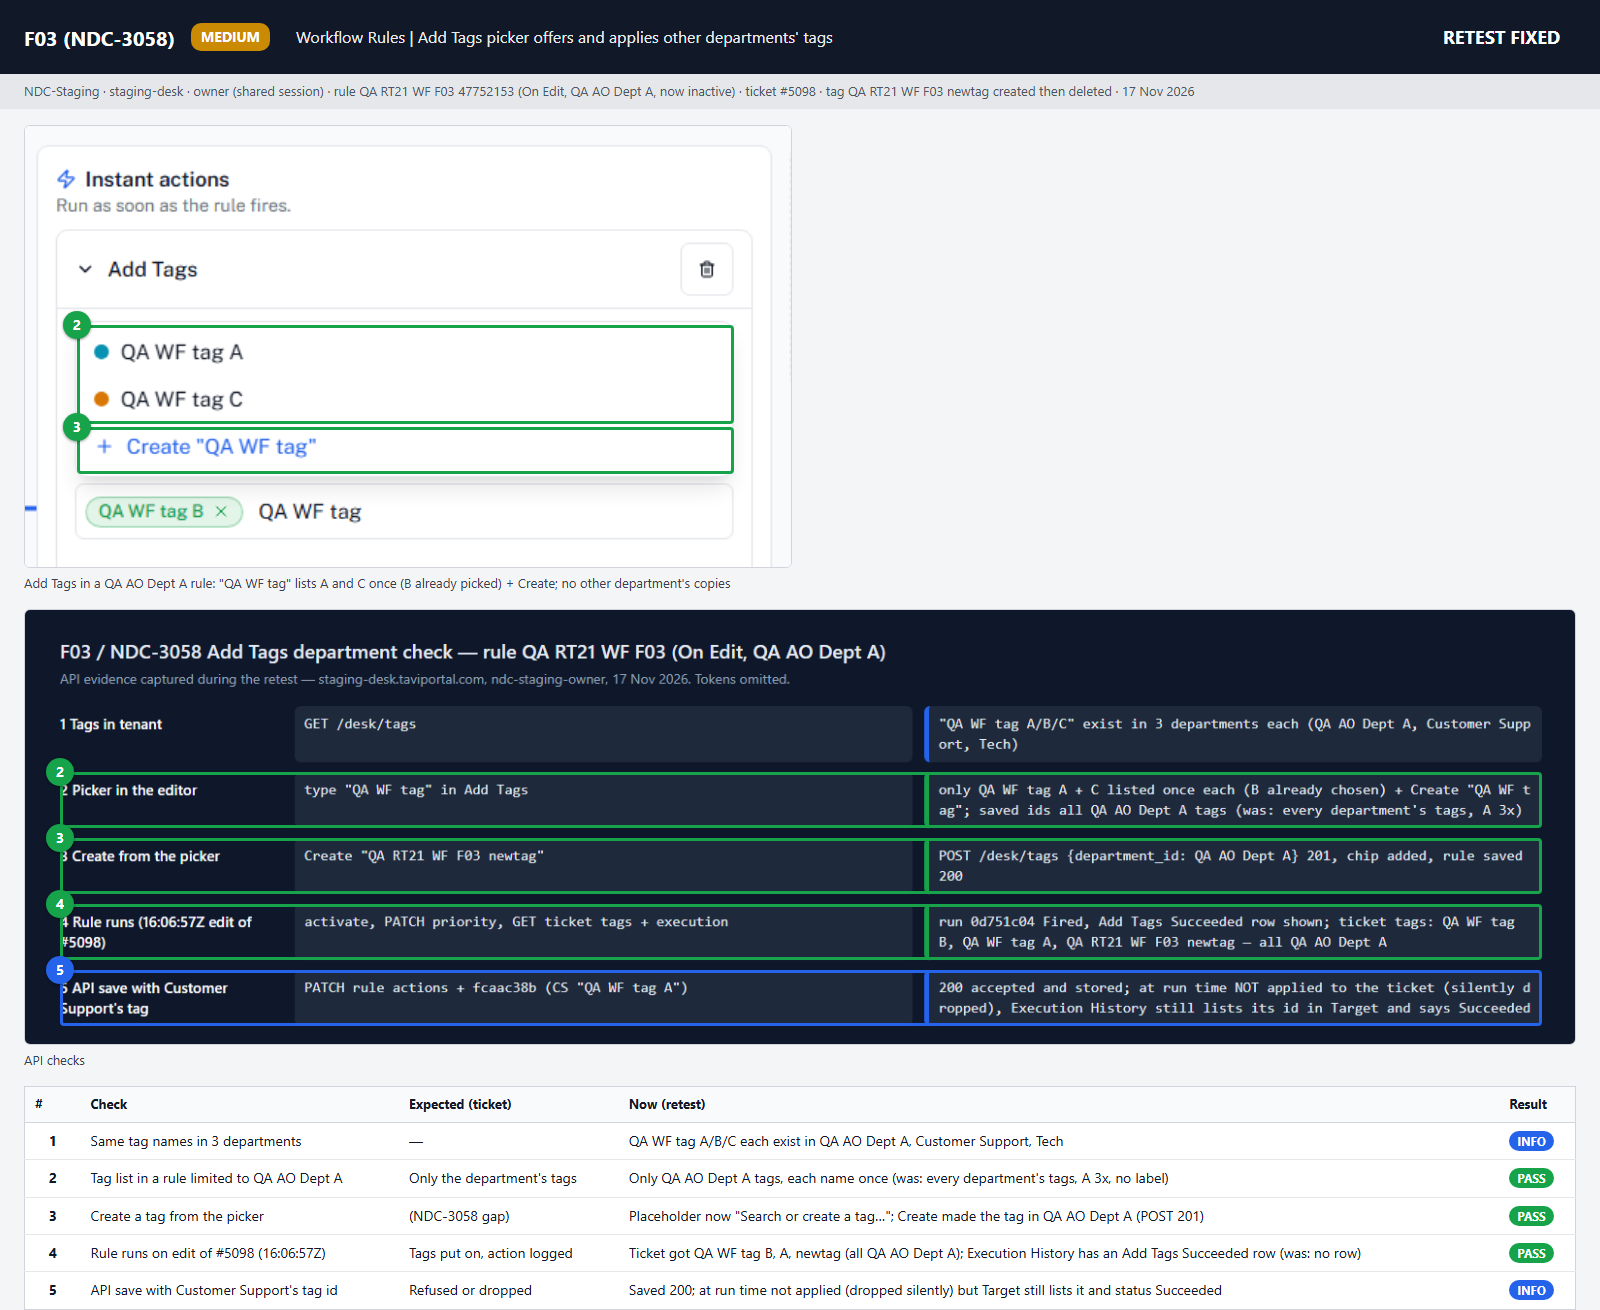 F03 (NDC-3058) MEDIUM Workflow Rules | Add Tags picker offers and applies other departments' tags RETEST FIXED
NDC-Staging · staging-desk · owner (shared session) · rule QA RT21 WF F03 47752153 (On Edit, QA AO Dept A, now inactive) · ticket #5098 · tag QA RT21 WF F03 newtag created then deleted · 17 Nov 2026
Instant actions
Run as soon as the rule fires.
Add Tags
2
QA WF tag A
QA WF tag C
3
+ Create "QA WF tag"
QA WF tag B × QA WF tag
Add Tags in a QA AO Dept A rule: "QA WF tag" lists A and C once (B already picked) + Create; no other department's copies
F03 / NDC-3058 Add Tags department check — rule QA RT21 WF F03 (On Edit, QA AO Dept A)
API evidence captured during the retest — staging-desk.taviportal.com, ndc-staging-owner, 17 Nov 2026. Tokens omitted.
1 Tags in tenant GET /desk/tags "QA WF tag A/B/C" exist in 3 departments each (QA AO Dept A, Customer Supp
ort, Tech)
2
2 Picker in the editor type "QA WF tag" in Add Tags only QA WF tag A + C listed once each (B already chosen) + Create "QA WF t
ag"; saved ids all QA AO Dept A tags (was: every department's tags, A 3x)
3
3 Create from the picker Create "QA RT21 WF F03 newtag" POST /desk/tags {department_id: QA AO Dept A} 201, chip added, rule saved
200
4
4 Rule runs (16:06:57Z edit of activate, PATCH priority, GET ticket tags + execution run 0d751c04 Fired, Add Tags Succeeded row shown; ticket tags: QA WF tag
#5098) B, QA WF tag A, QA RT21 WF F03 newtag — all QA AO Dept A
5
5 API save with Customer PATCH rule actions + fcaac38b (CS "QA WF tag A") 200 accepted and stored; at run time NOT applied to the ticket (silently d
Support's tag ropped), Execution History still lists its id in Target and says Succeeded
API checks
# Check Expected (ticket) Now (retest) Result
1 Same tag names in 3 departments — QA WF tag A/B/C each exist in QA AO Dept A, Customer Support, Tech INFO
2 Tag list in a rule limited to QA AO Dept A Only the department's tags Only QA AO Dept A tags, each name once (was: every department's tags, A 3x, no label) PASS
3 Create a tag from the picker (NDC-3058 gap) Placeholder now "Search or create a tag..."; Create made the tag in QA AO Dept A (POST 201) PASS
4 Rule runs on edit of #5098 (16:06:57Z) Tags put on, action logged Ticket got QA WF tag B, A, newtag (all QA AO Dept A); Execution History has an Add Tags Succeeded row (was: no row) PASS
5 API save with Customer Support's tag id Refused or dropped Saved 200; at run time not applied (dropped silently) but Target still lists it and status Succeeded INFO